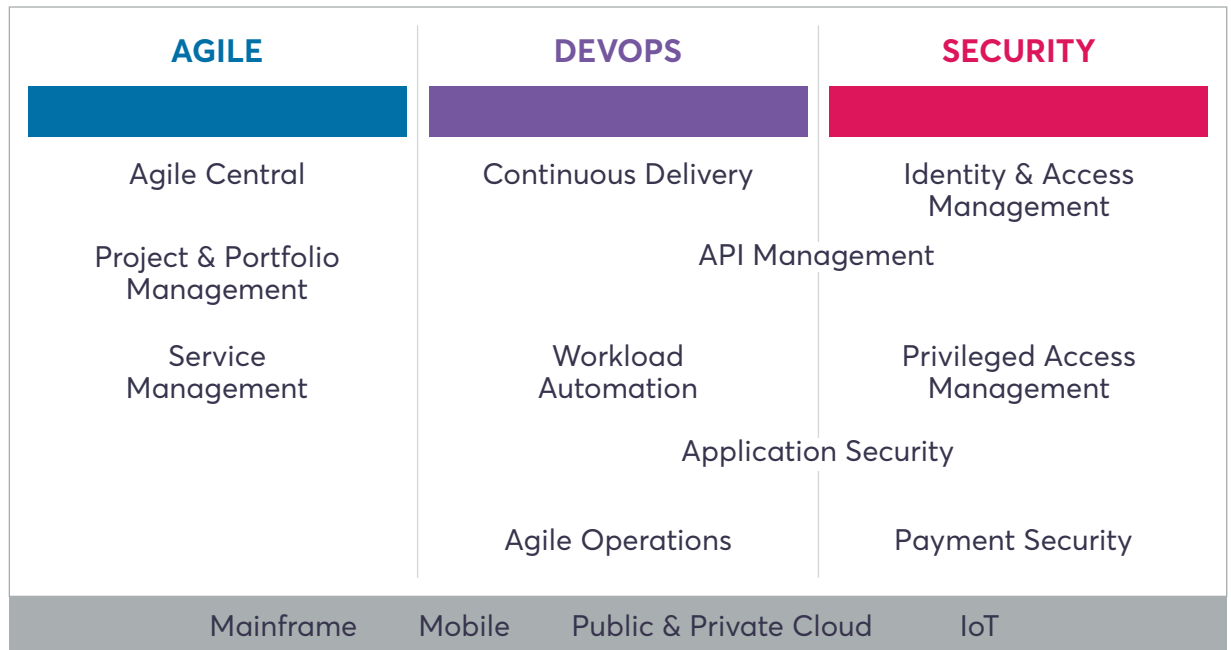 AGILE
DEVOPS
SECURITY
Agile Central
Continuous Delivery
Identity & Access
Management
Project & Portfolio
Management
API Management
Service
Management
Workload
Automation
Privileged Access
Management
Application Security
Agile Operations
Payment Security
Mainframe
Mobile
Public & Private Cloud
IoT